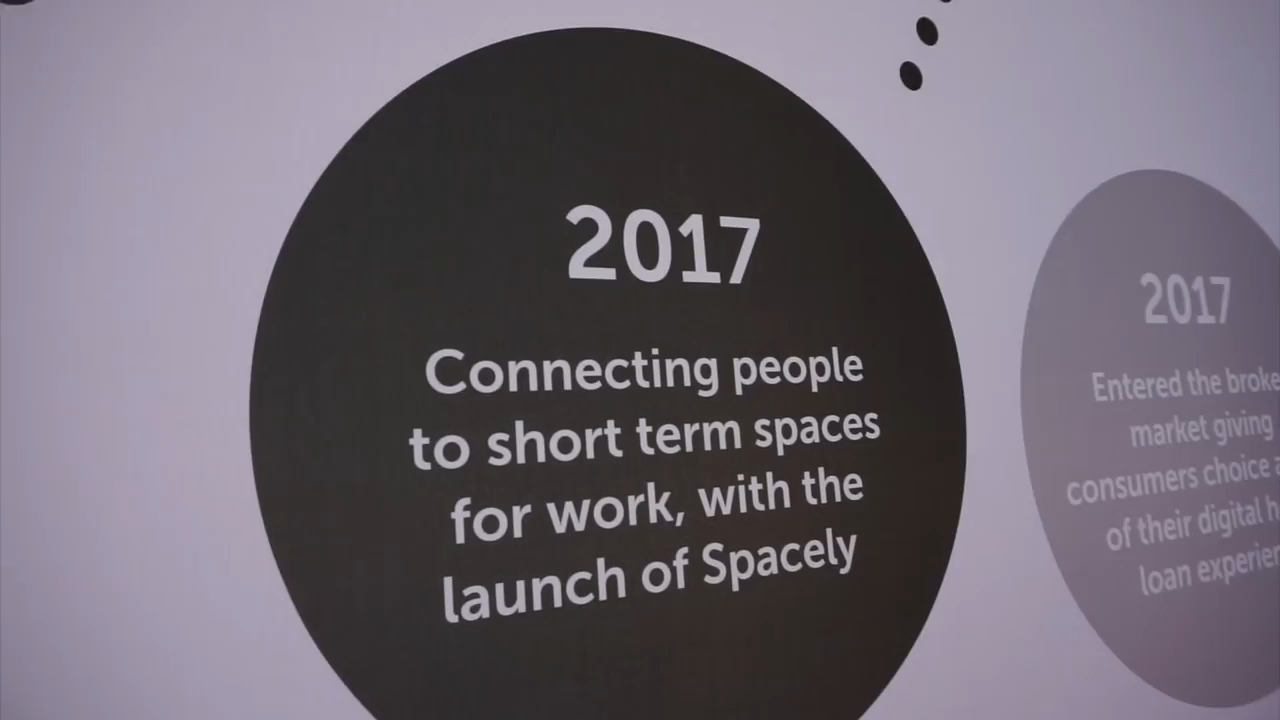 2017
Connecting people
to short term spaces
for work, with the
launch of Spacely
2017
Entered the
market giving
consumers choice
of their digital
loan